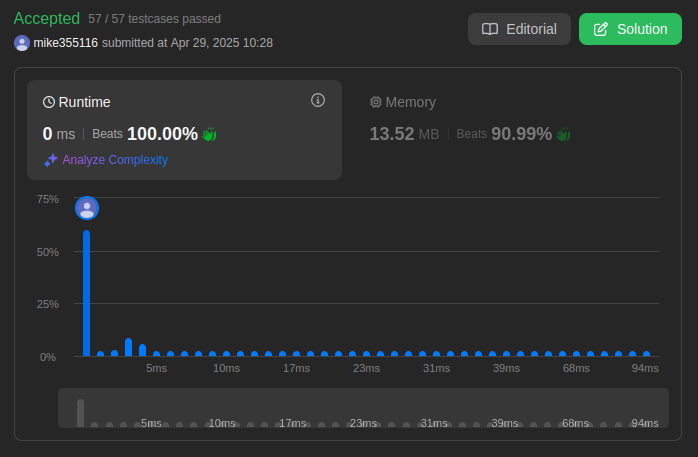 Accepted 57 / 57 testcases passed
mike355116 submitted at Apr 29, 2025 10:28
Editorial
Solution
Runtime
0 ms | Beats 100.00%
Analyze Complexity
Memory
13.52 MB | Beats 90.99%
75%
50%
25%
0%
5ms 10ms 17ms 23ms 31ms 39ms 68ms 94ms
5ms 10ms 17ms 23ms 31ms 39ms 68ms 94ms